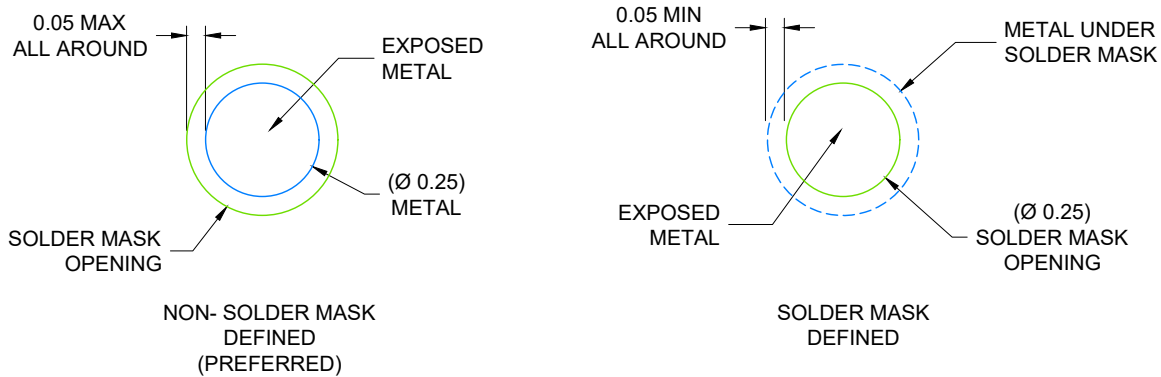 0.05 MAX
ALL AROUND
EXPOSED
METAL
(Ø 0.25)
METAL
SOLDER MASK
OPENING
NON- SOLDER MASK
DEFINED
(PREFERRED)
0.05 MIN
ALL AROUND
METAL UNDER
SOLDER MASK
EXPOSED
METAL
(Ø 0.25)
SOLDER MASK
OPENING
SOLDER MASK
DEFINED